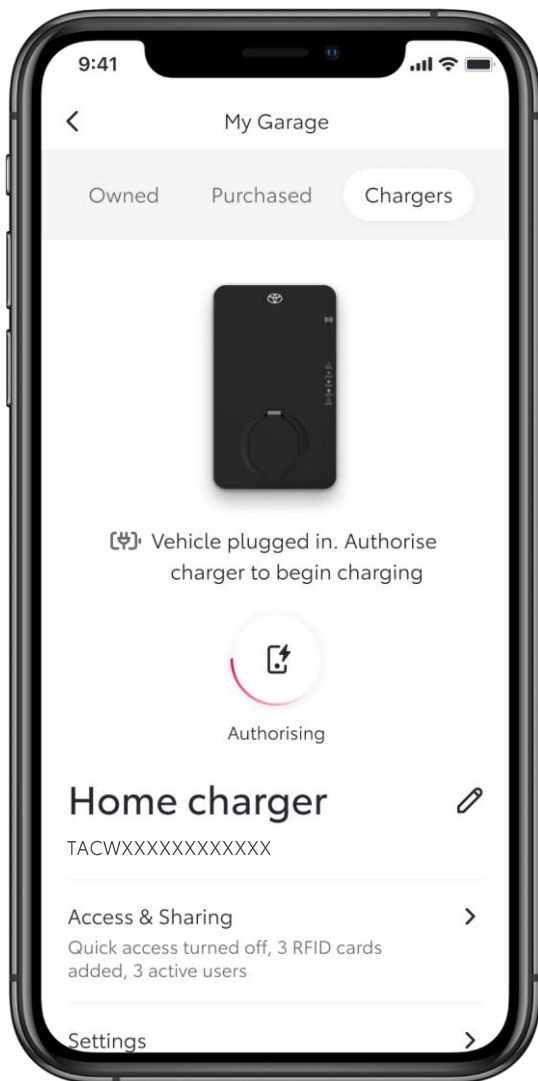 9:41
My Garage
Owned Purchased Chargers
Vehicle plugged in. Authorise
charger to begin charging
Authorising
Home charger
TACWXXXXXXXXXXXX
Access & Sharing
Quick access turned off, 3 RFID cards
added, 3 active users
Settings